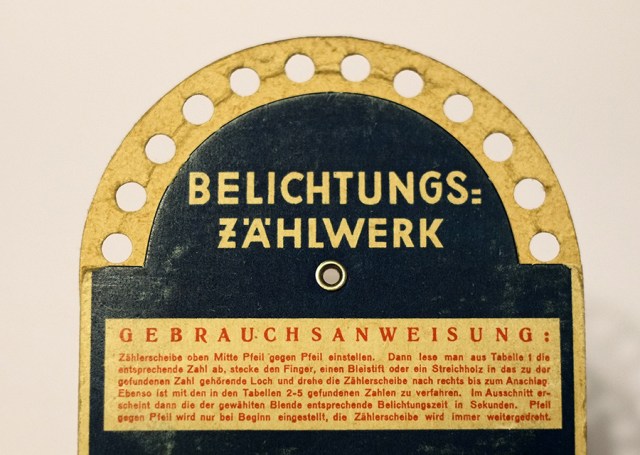 BELICHTUNGS=
ZÄHLWERK
GEBRAUCHSANWEISUNG:
Zählerscheibe oben Mitte Pfeil gegen Pfeil einstellen. Dann lese man aus Tabelle 1 die
entsprechende Zahl ab, stecke den Finger, einen Bleistift oder ein Streichholz in das zu der
gefundenen Zahl gehörende Loch und drehe die Zählerscheibe nach rechts bis zum Anschlag.
Ebenso ist mit den in den Tabellen 2-5 gefundenen Zahlen zu verfahren. Im Ausschnitt er-
scheint dann die der gewählten Blende entsprechende Belichtungszeit in Sekunden. Pfeil
gegen Pfeil wird nur bei Beginn eingestellt, die Zählerscheibe wird immer weitergedreht.